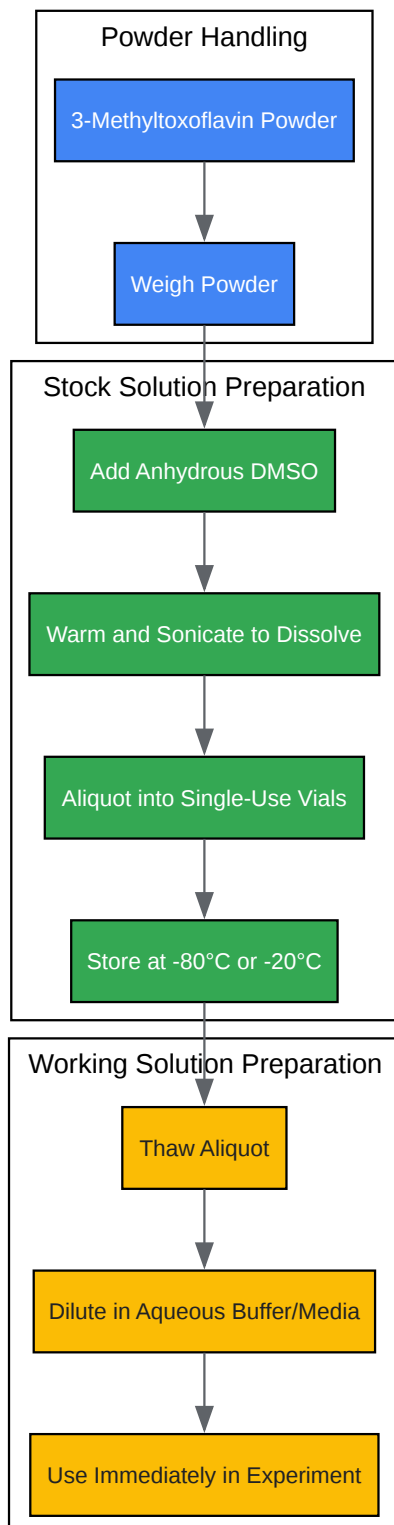 Powder Handling
3-Methyltoxoflavin Powder
Weigh Powder
Stock Solution Preparation
Add Anhydrous DMSO
Warm and Sonicate to Dissolve
Aliquot into Single-Use Vials
Store at -80°C or -20°C
Working Solution Preparation
Thaw Aliquot
Dilute in Aqueous Buffer/Media
Use Immediately in Experiment